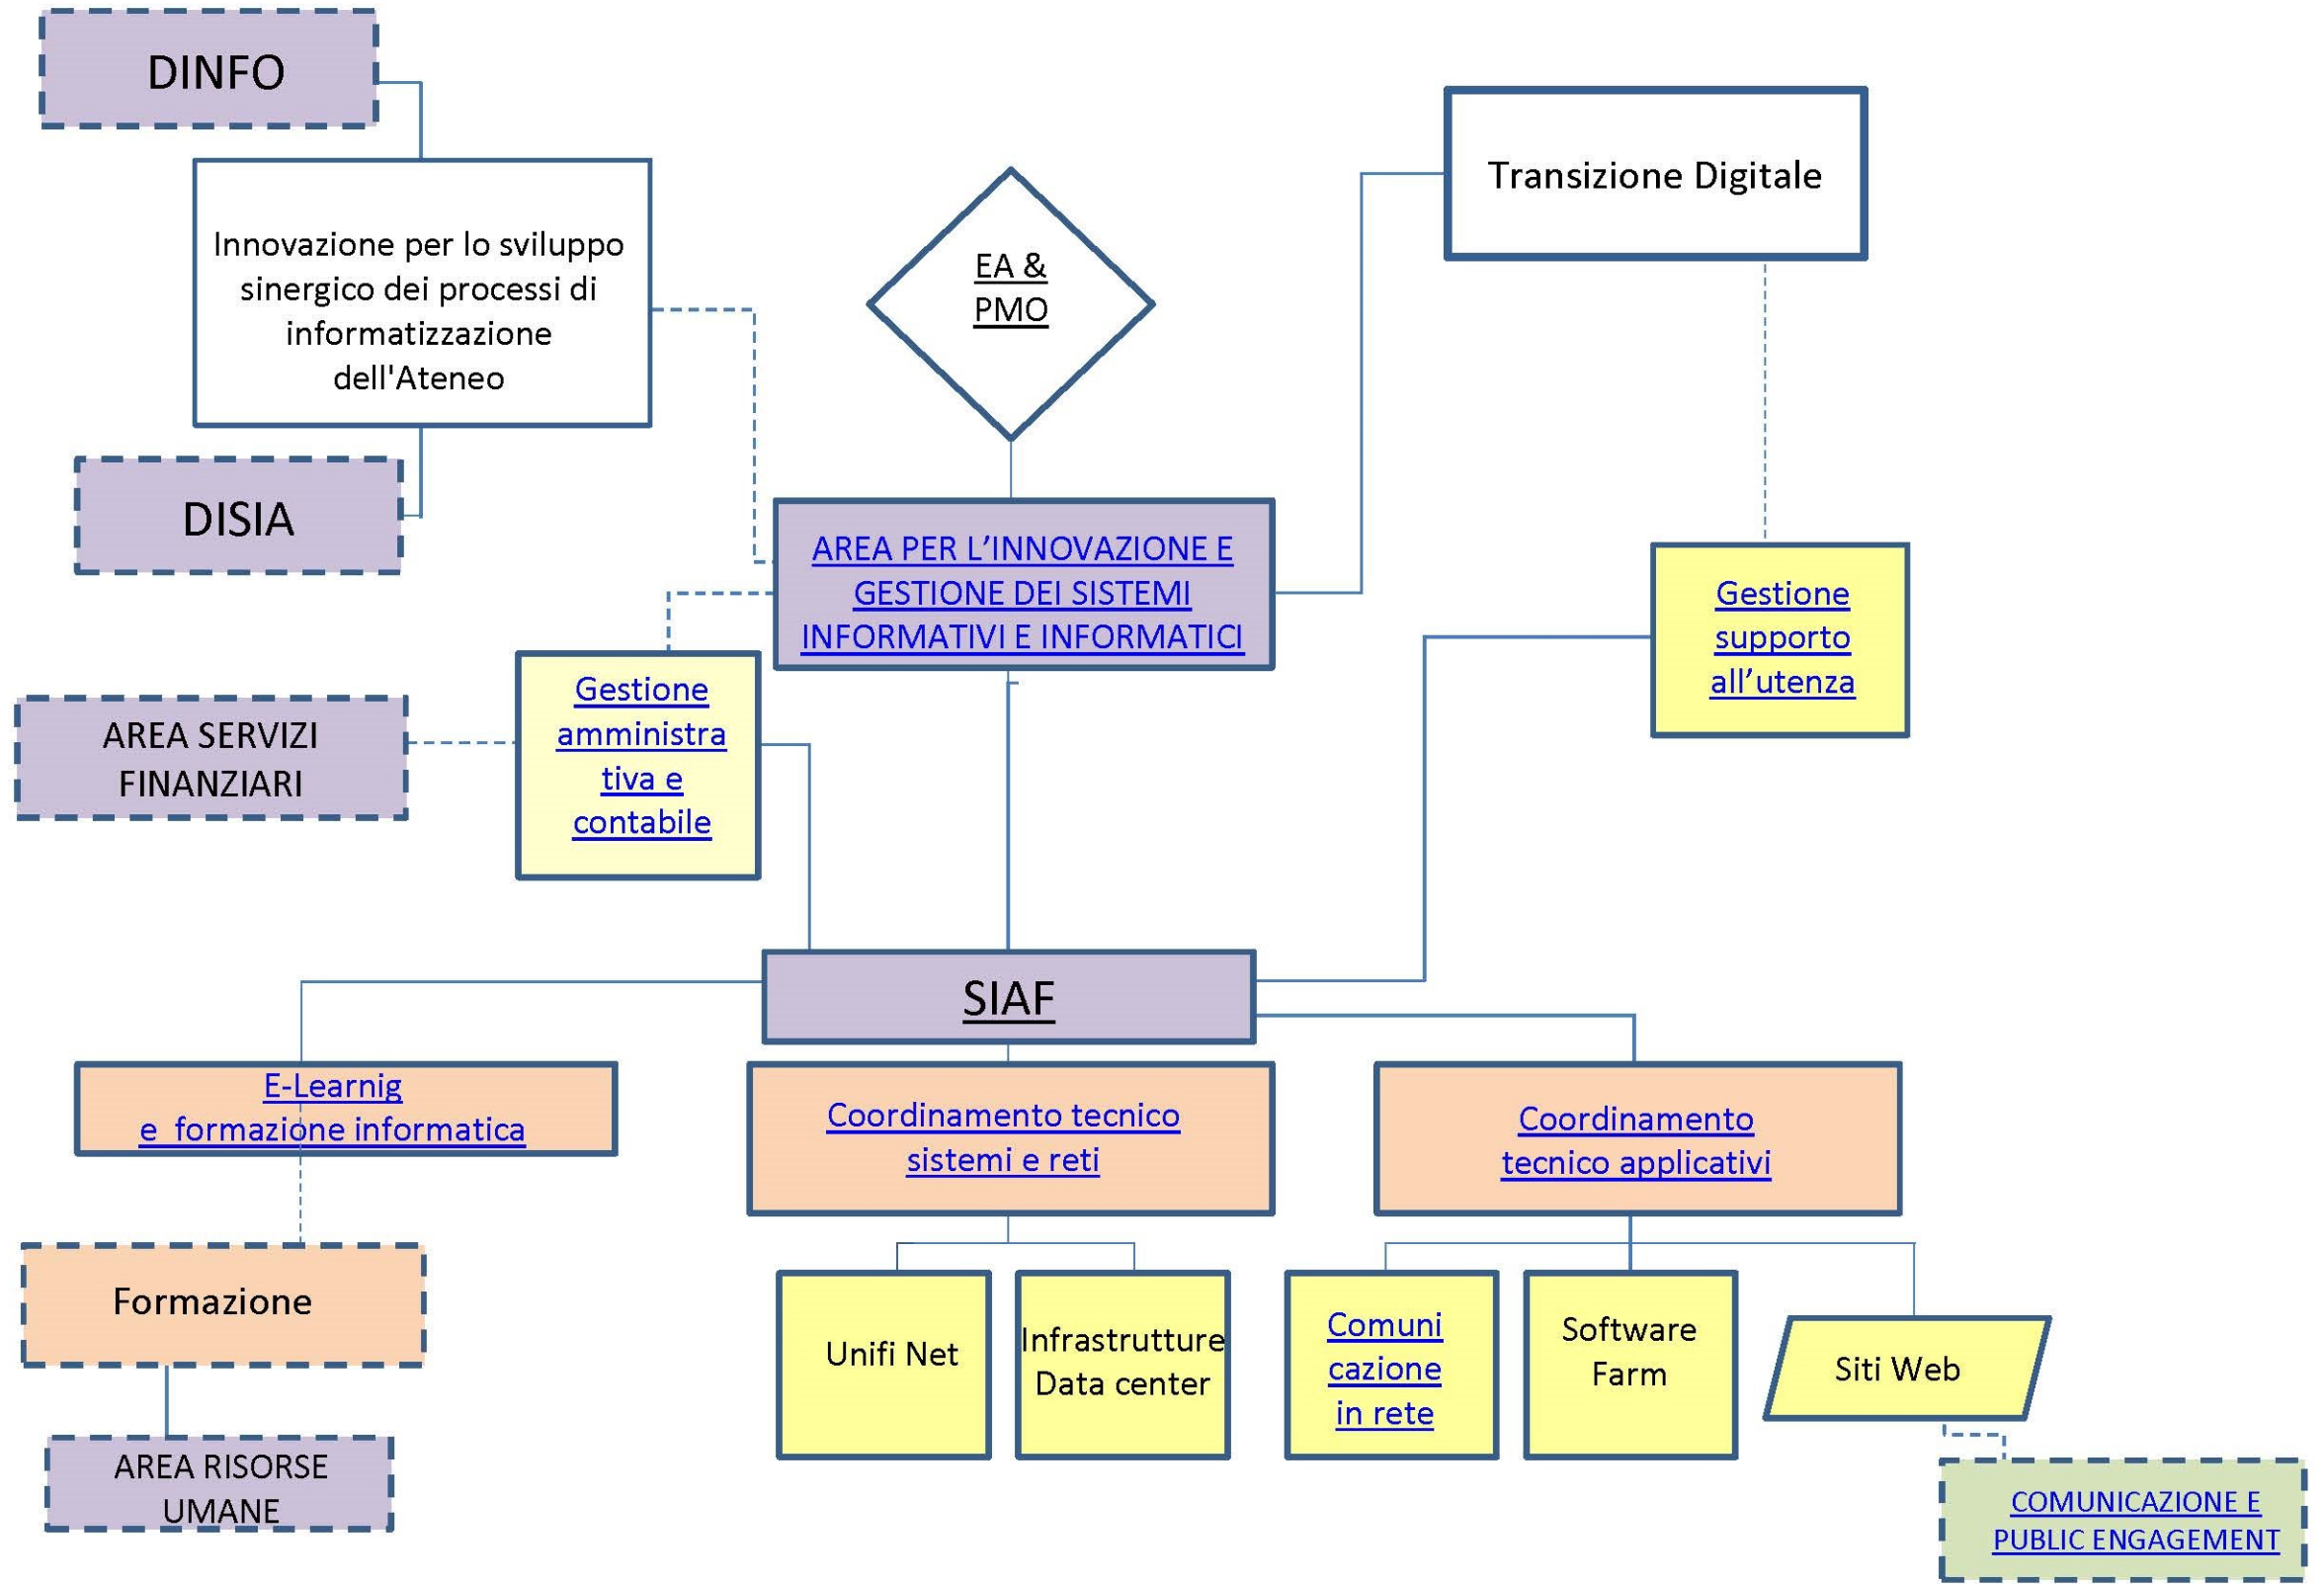 DINFO
Transizione Digitale
Innovazione per lo sviluppo
sinergico dei processi di
informatizzazione
dell'Ateneo
EA &
PMO
DISIA
AREA PER L’INNOVAZIONE E
GESTIONE DEI SISTEMI
INFORMATIVI E INFORMATICI
Gestione
supporto
all’utenza
Gestione
amministra
tiva e
contabile
AREA SERVIZI
FINANZIARI
SIAF
E-Learnig
e formazione informatica
Coordinamento tecnico
sistemi e reti
Coordinamento
tecnico applicativi
Formazione
Unifi Net
Infrastrutture
Data center
Comuni
cazione
in rete
Software
Farm
Siti Web
AREA RISORSE
UMANE
COMUNICAZIONE E
PUBLIC ENGAGEMENT